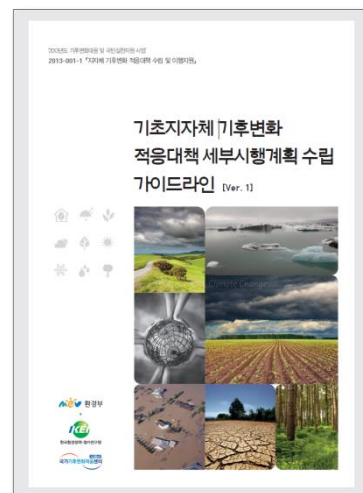 2013-001-1 「지자체 기후변화 적응대책 수립 및 이행지원」
기초지자체 기후변화
적응대책 세부시행계획 수립
가이드라인 [Ver. 1]
Climate Change
환경부
KEI
한국환경정책·평가연구원
국가기후변화적응센터